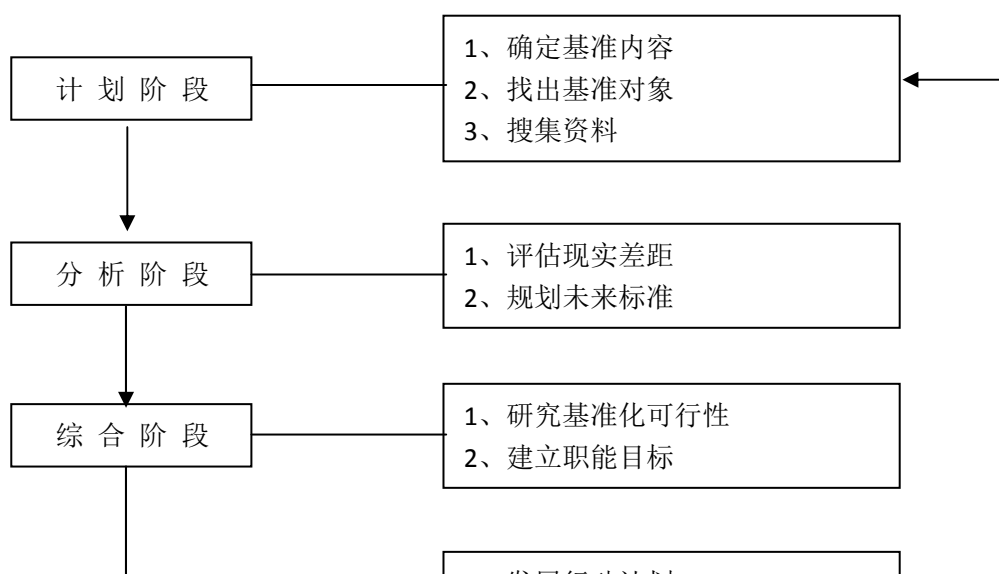 1、确定基准内容
计 划 阶 段
2、找出基准对象
3、搜集资料
1、评估现实差距
分 析 阶 段
2、规划未来标准
1、研究基准化可行性
综 合 阶 段
2、建立职能目标